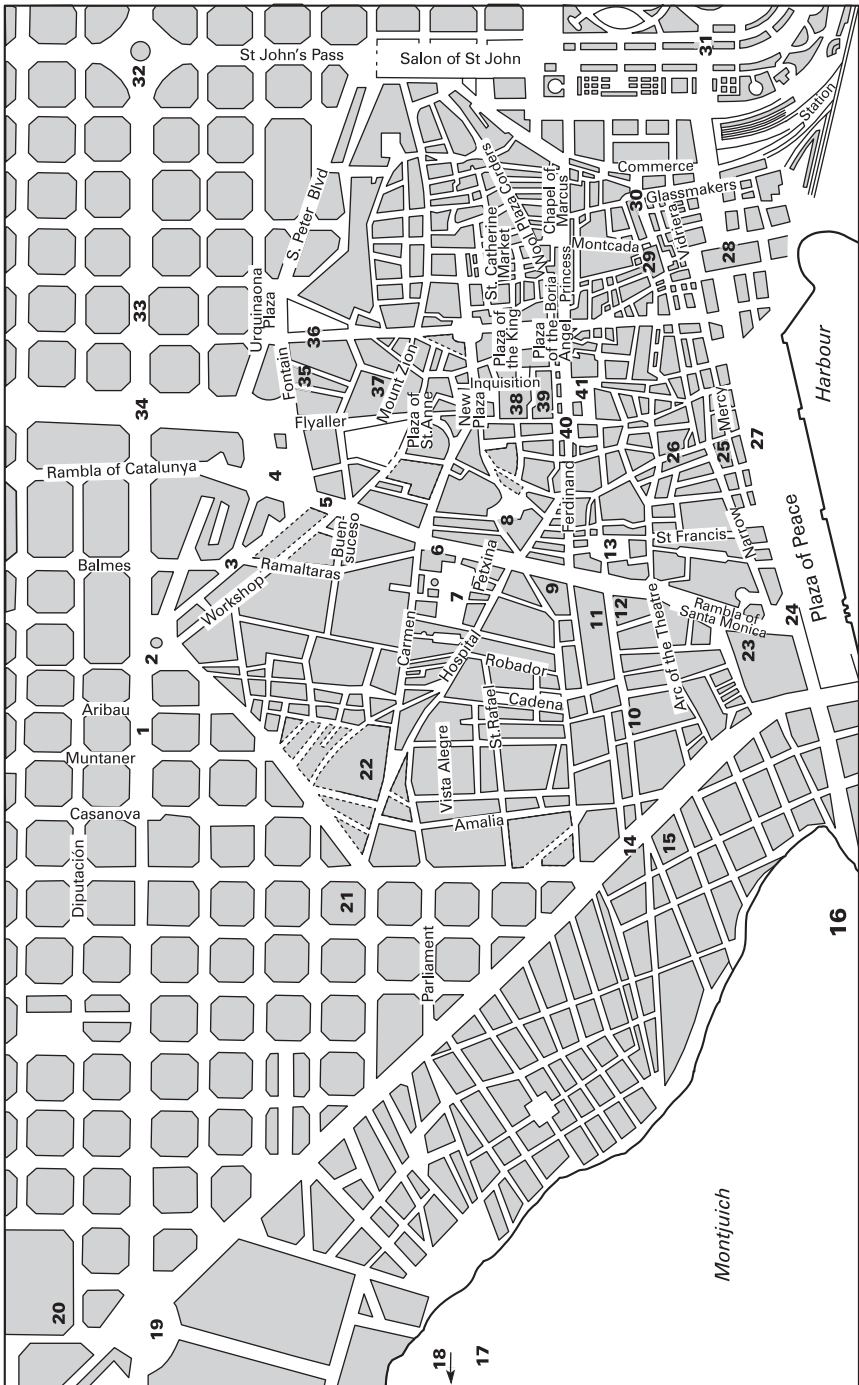 St John's Pass
Salon of St John
31
32
Station
S. Peter Blvd
Plaza Corders
Wool
Chapel of
Marcus
Commerce
Glassmakers
30
St. Catherine
Market
Montcada
Vidriera
29
28
Princess
Boria
33
Urquinaona
Plaza
36
Plaza of
the King
Plaza
of the
Angel
34
Fontain
35
37
Mount Zion
Inquisition
38
39
41
Harbour
Flyaller
Plaza of
St.Anne
New
Plaza
40
26
25
Mercy
27
Rambla of Catalunya
4
5
Buen-
suceso
8
Ferdinand
13
St Francis
Narrow
Balmes
3
Ramaltaras
Workshop
6
Petxina
7
9
11
12
Plaza of Peace
24
2
Carmen
Hospital
Robador
Arc of the Theatre
Rambla of
Santa Monica
23
Aribau
1
Cadena
St.Rafael
10
Muntaner
22
Vista Alegre
Casanova
Amalia
14
15
Diputación
21
16
Parliament
Montjuich
20
19
18
17